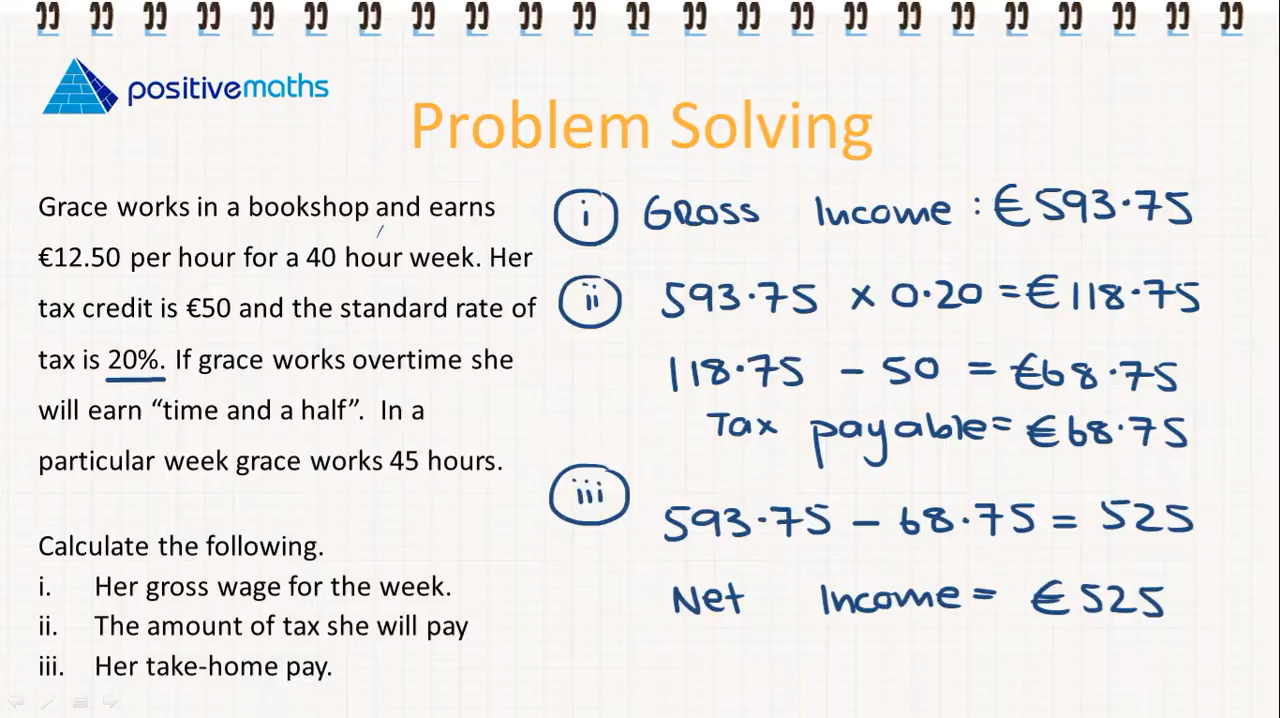 positivemaths
Problem Solving
Grace works in a bookshop and earns
€12.50 per hour for a 40 hour week. Her
tax credit is €50 and the standard rate of
tax is 20%. If grace works overtime she
will earn “time and a half”. In a
particular week grace works 45 hours.
Calculate the following.
i. Her gross wage for the week.
ii. The amount of tax she will pay
iii. Her take-home pay.
i Gross Income : €593.75
ii 593.75 x 0.20 = €118.75
118.75 - 50 = €68.75
Tax payable = €68.75
iii
593.75 - 68.75 = 525
Net Income = €525